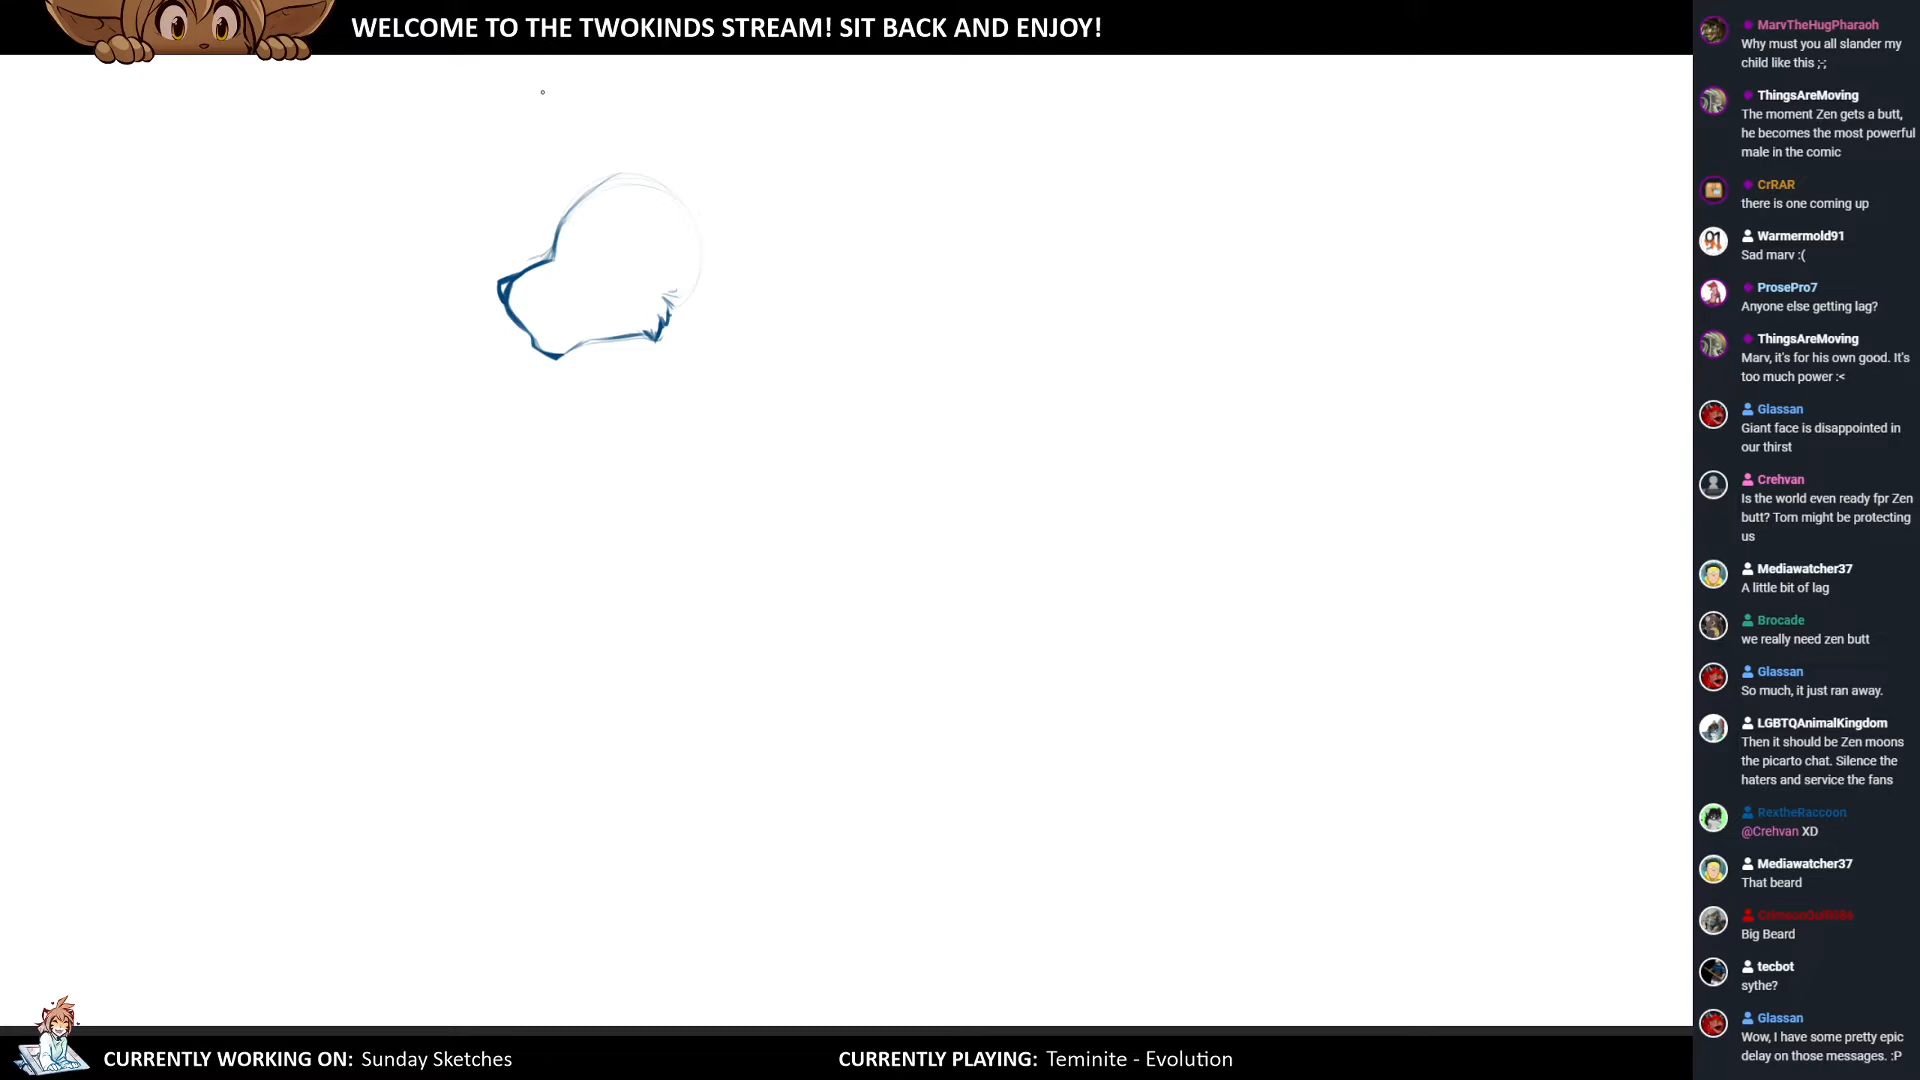 WELCOME TO THE TWOKINDS STREAM! SIT BACK AND ENJOY!
MarvTheHugPharaoh
Why must you all slander my
child like this ;-;
ThingsAreMoving
The moment Zen gets a butt,
he becomes the most powerful
male in the comic
CrRAR
there is one coming up
Warmermold91
Sad marv :(
ProsePro7
Anyone else getting lag?
ThingsAreMoving
Marv, it's for his own good. It's
too much power :<
Glassan
Giant face is disappointed in
our thirst
Crehvan
Is the world even ready fpr Zen
butt? Tom might be protecting
us
Mediawatcher37
A little bit of lag
Brocade
we really need zen butt
Glassan
So much, it just ran away.
LGBTQAnimalKingdom
Then it should be Zen moons
the picarto chat. Silence the
haters and service the fans
RextheRaccoon
@Crehvan XD
Mediawatcher37
That beard
Big Beard
tecbot
sythe?
Glassan
Wow, I have some pretty epic
delay on those messages. :P
CURRENTLY WORKING ON: Sunday Sketches
CURRENTLY PLAYING: Teminite - Evolution